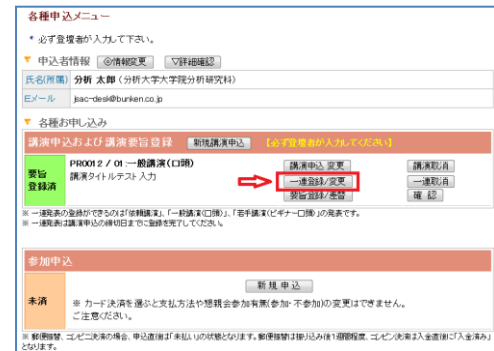 各種申込メニュー
* 必ず登壇者が入力して下さい。
▼ 申込者情報 ◎情報変更 ▽詳細確認
氏名(所属) 分析 太郎 (分析大学大学院分析研究科)
Eメール jsac-desk@bunken.co.jp
▼ 各種お申し込み
講演申込および講演要旨登録 新規講演申込 【必ず登壇者が入力してください】
要旨登録済
PR0012 / 01 :一般講演(口頭)
講演タイトルテスト入力
講演申込 変更 講演取消
一連登録/変更 一連取消
要旨登録/差替 確 認
※ 一連発表の登録ができるのは「依頼講演」、「一般講演(口頭)」、「若手講演(ビギナー口頭)」の発表です。
※ 一連発表は講演申込の締切日までに登録を完了してください。
参加申込
未済
新 規 申 込
※ カード決済を選ぶと支払方法や懇親会参加有無(参加-不参加)の変更はできません。
ご注意ください。
※ 郵便振替、コンビニ決済の場合、申込直後は「未払い」の状態となります。郵便振替は振り込み後1週間程度、コンビニ決済は入金直後に「入金済み」
となります。